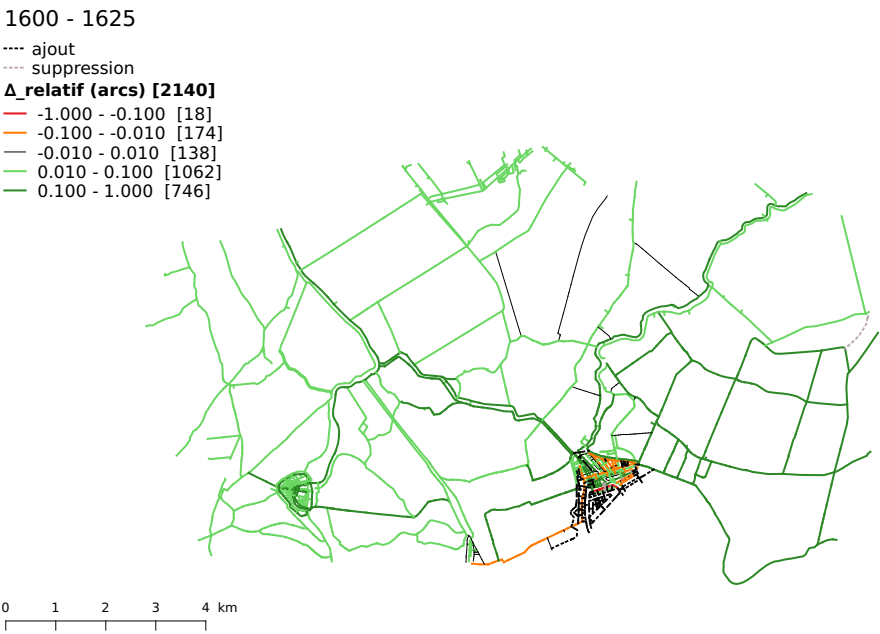 1600 - 1625
ajout
suppression
Δ_relatif (arcs) [2140]
-1.000 - -0.100 [18]
-0.100 - -0.010 [174]
-0.010 - 0.010 [138]
0.010 - 0.100 [1062]
0.100 - 1.000 [746]
0 1 2 3 4 km